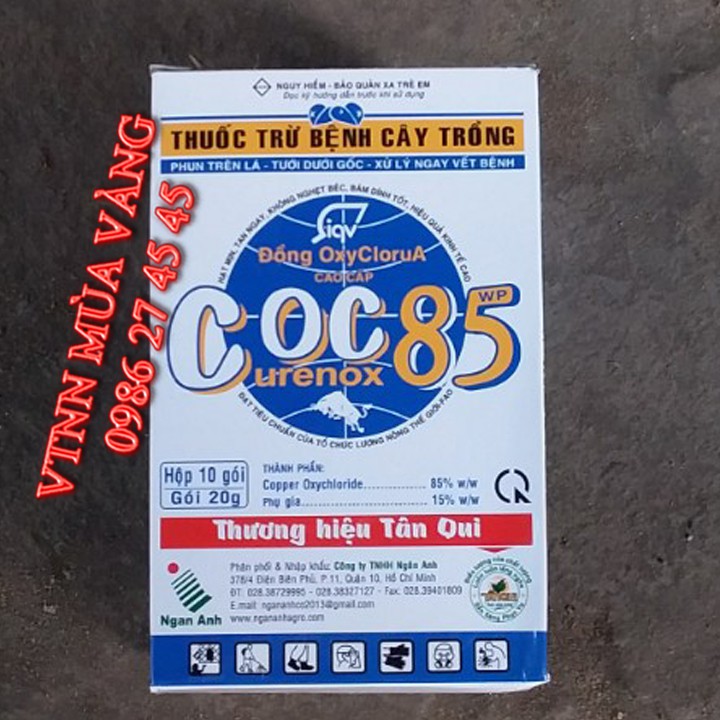 NGUY HIỂM - BẢO QUẢN XA TRẺ EM
Đọc kỹ hướng dẫn trước khi sử dụng
THUỐC TRỪ BỆNH CÂY TRỒNG
PHUN TRÊN LÁ - TƯỚI DƯỚI GỐC - XỬ LÝ NGAY VẾT BỆNH
HẠT MỊN, TAN NGAY, KHÔNG NGHẸT BÉC, BÁM DÍNH TỐT, HIỆU QUẢ KINH TẾ CAO
Siqv
Đồng OxyCloruA
CAO CẤP
COC 85 WP
Curenox
ĐẠT TIÊU CHUẨN CỦA TỔ CHỨC LƯƠNG NÔNG THẾ GIỚI-FAO
Hộp 10 gói
Gói 20g
THÀNH PHẦN:
Copper Oxychloride................ 85% w/w
Phụ gia................................ 15% w/w
Thương hiệu Tân Qui
Ngan Anh
Phân phối & Nhập khẩu: Công ty TNHH Ngân Anh
378/4 Điện Biên Phủ, P.11, Quận 10, Hồ Chí Minh
ĐT: 028.38729995 - 028.38327127 - Fax: 028.39401809
E.mail: ngananhco2013@gmail.com
www.ngananhagro.com
VTNN MÙA VÀNG
0986 27 45 45